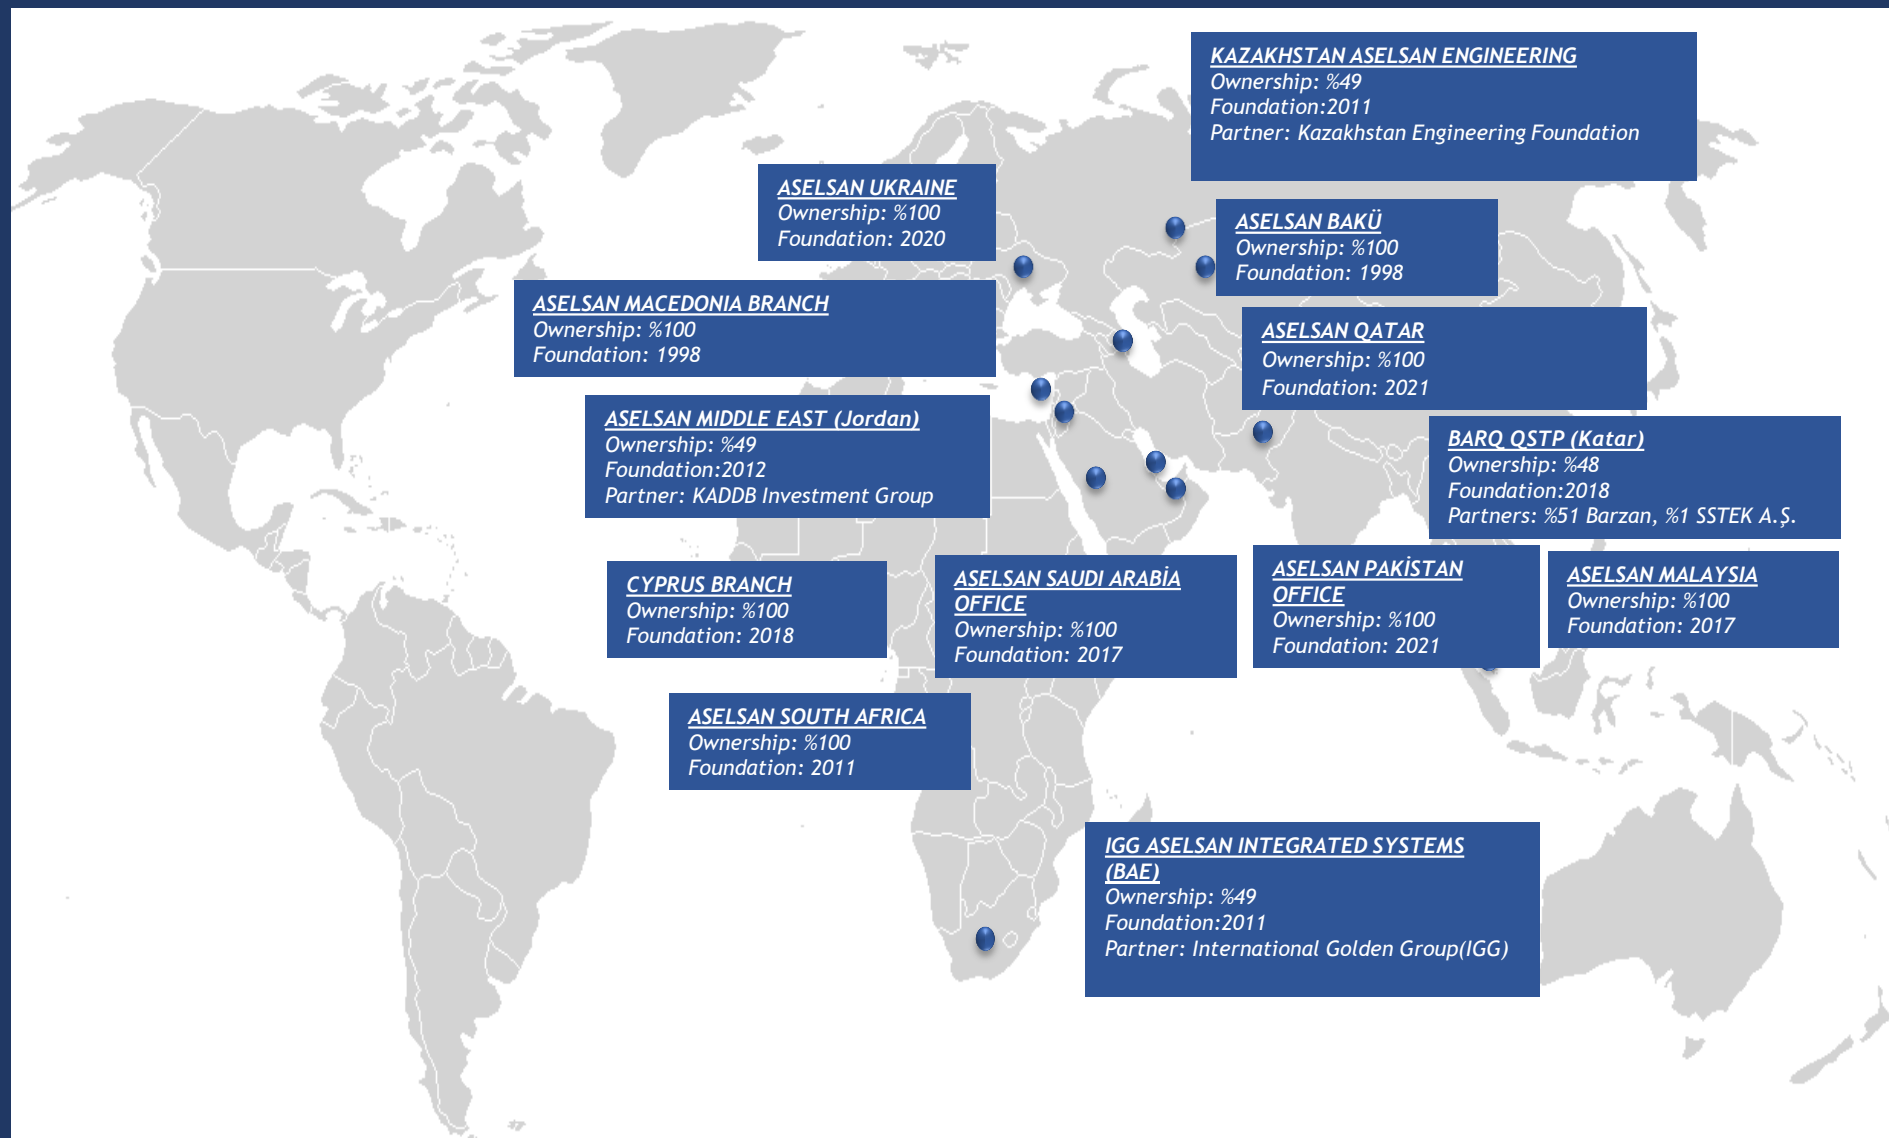 KAZAKHSTAN ASELSAN ENGINEERING
Ownership: %49
Foundation:2011
Partner: Kazakhstan Engineering Foundation
ASELSAN UKRAINE
Ownership: %100
Foundation: 2020
ASELSAN BAKÜ
Ownership: %100
Foundation: 1998
ASELSAN MACEDONIA BRANCH
Ownership: %100
Foundation: 1998
ASELSAN QATAR
Ownership: %100
Foundation: 2021
ASELSAN MIDDLE EAST (Jordan)
Ownership: %49
Foundation:2012
Partner: KADDB Investment Group
BARQ QSTP (Katar)
Ownership: %48
Foundation:2018
Partners: %51 Barzan, %1 SSTEK A.Ş.
CYPRUS BRANCH
Ownership: %100
Foundation: 2018
ASELSAN SAUDI ARABİA
OFFICE
Ownership: %100
Foundation: 2017
ASELSAN PAKİSTAN
OFFICE
Ownership: %100
Foundation: 2021
ASELSAN MALAYSIA
Ownership: %100
Foundation: 2017
ASELSAN SOUTH AFRICA
Ownership: %100
Foundation: 2011
IGG ASELSAN INTEGRATED SYSTEMS
(BAE)
Ownership: %49
Foundation:2011
Partner: International Golden Group(IGG)